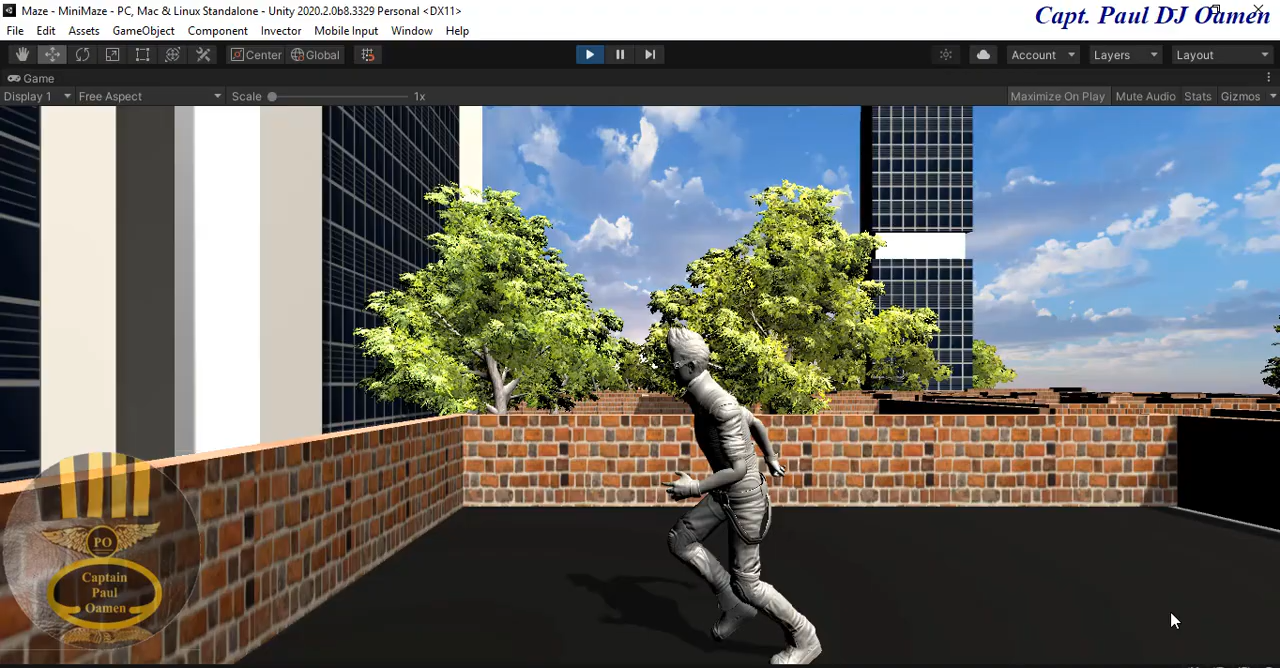 Maze - MiniMaze - PC, Mac & Linux Standalone - Unity 2020.2.0b8.3329 Personal <DX11>
Capt. Paul DJ Oamen
File Edit Assets GameObject Component Invector Mobile Input Window Help
Center Global Account Layers Layout
Game
Display 1 Free Aspect Scale 1x Maximize On Play Mute Audio Stats Gizmos
PO
Captain
Paul
Oamen